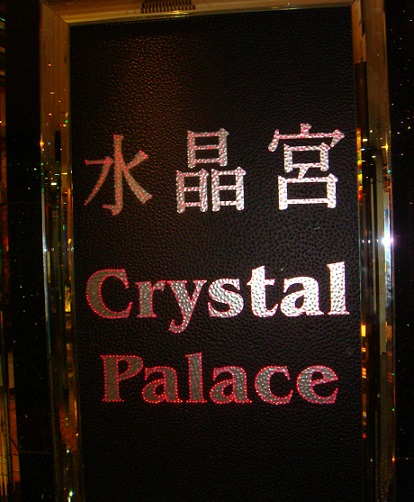 水晶宮
Crystal
Palace